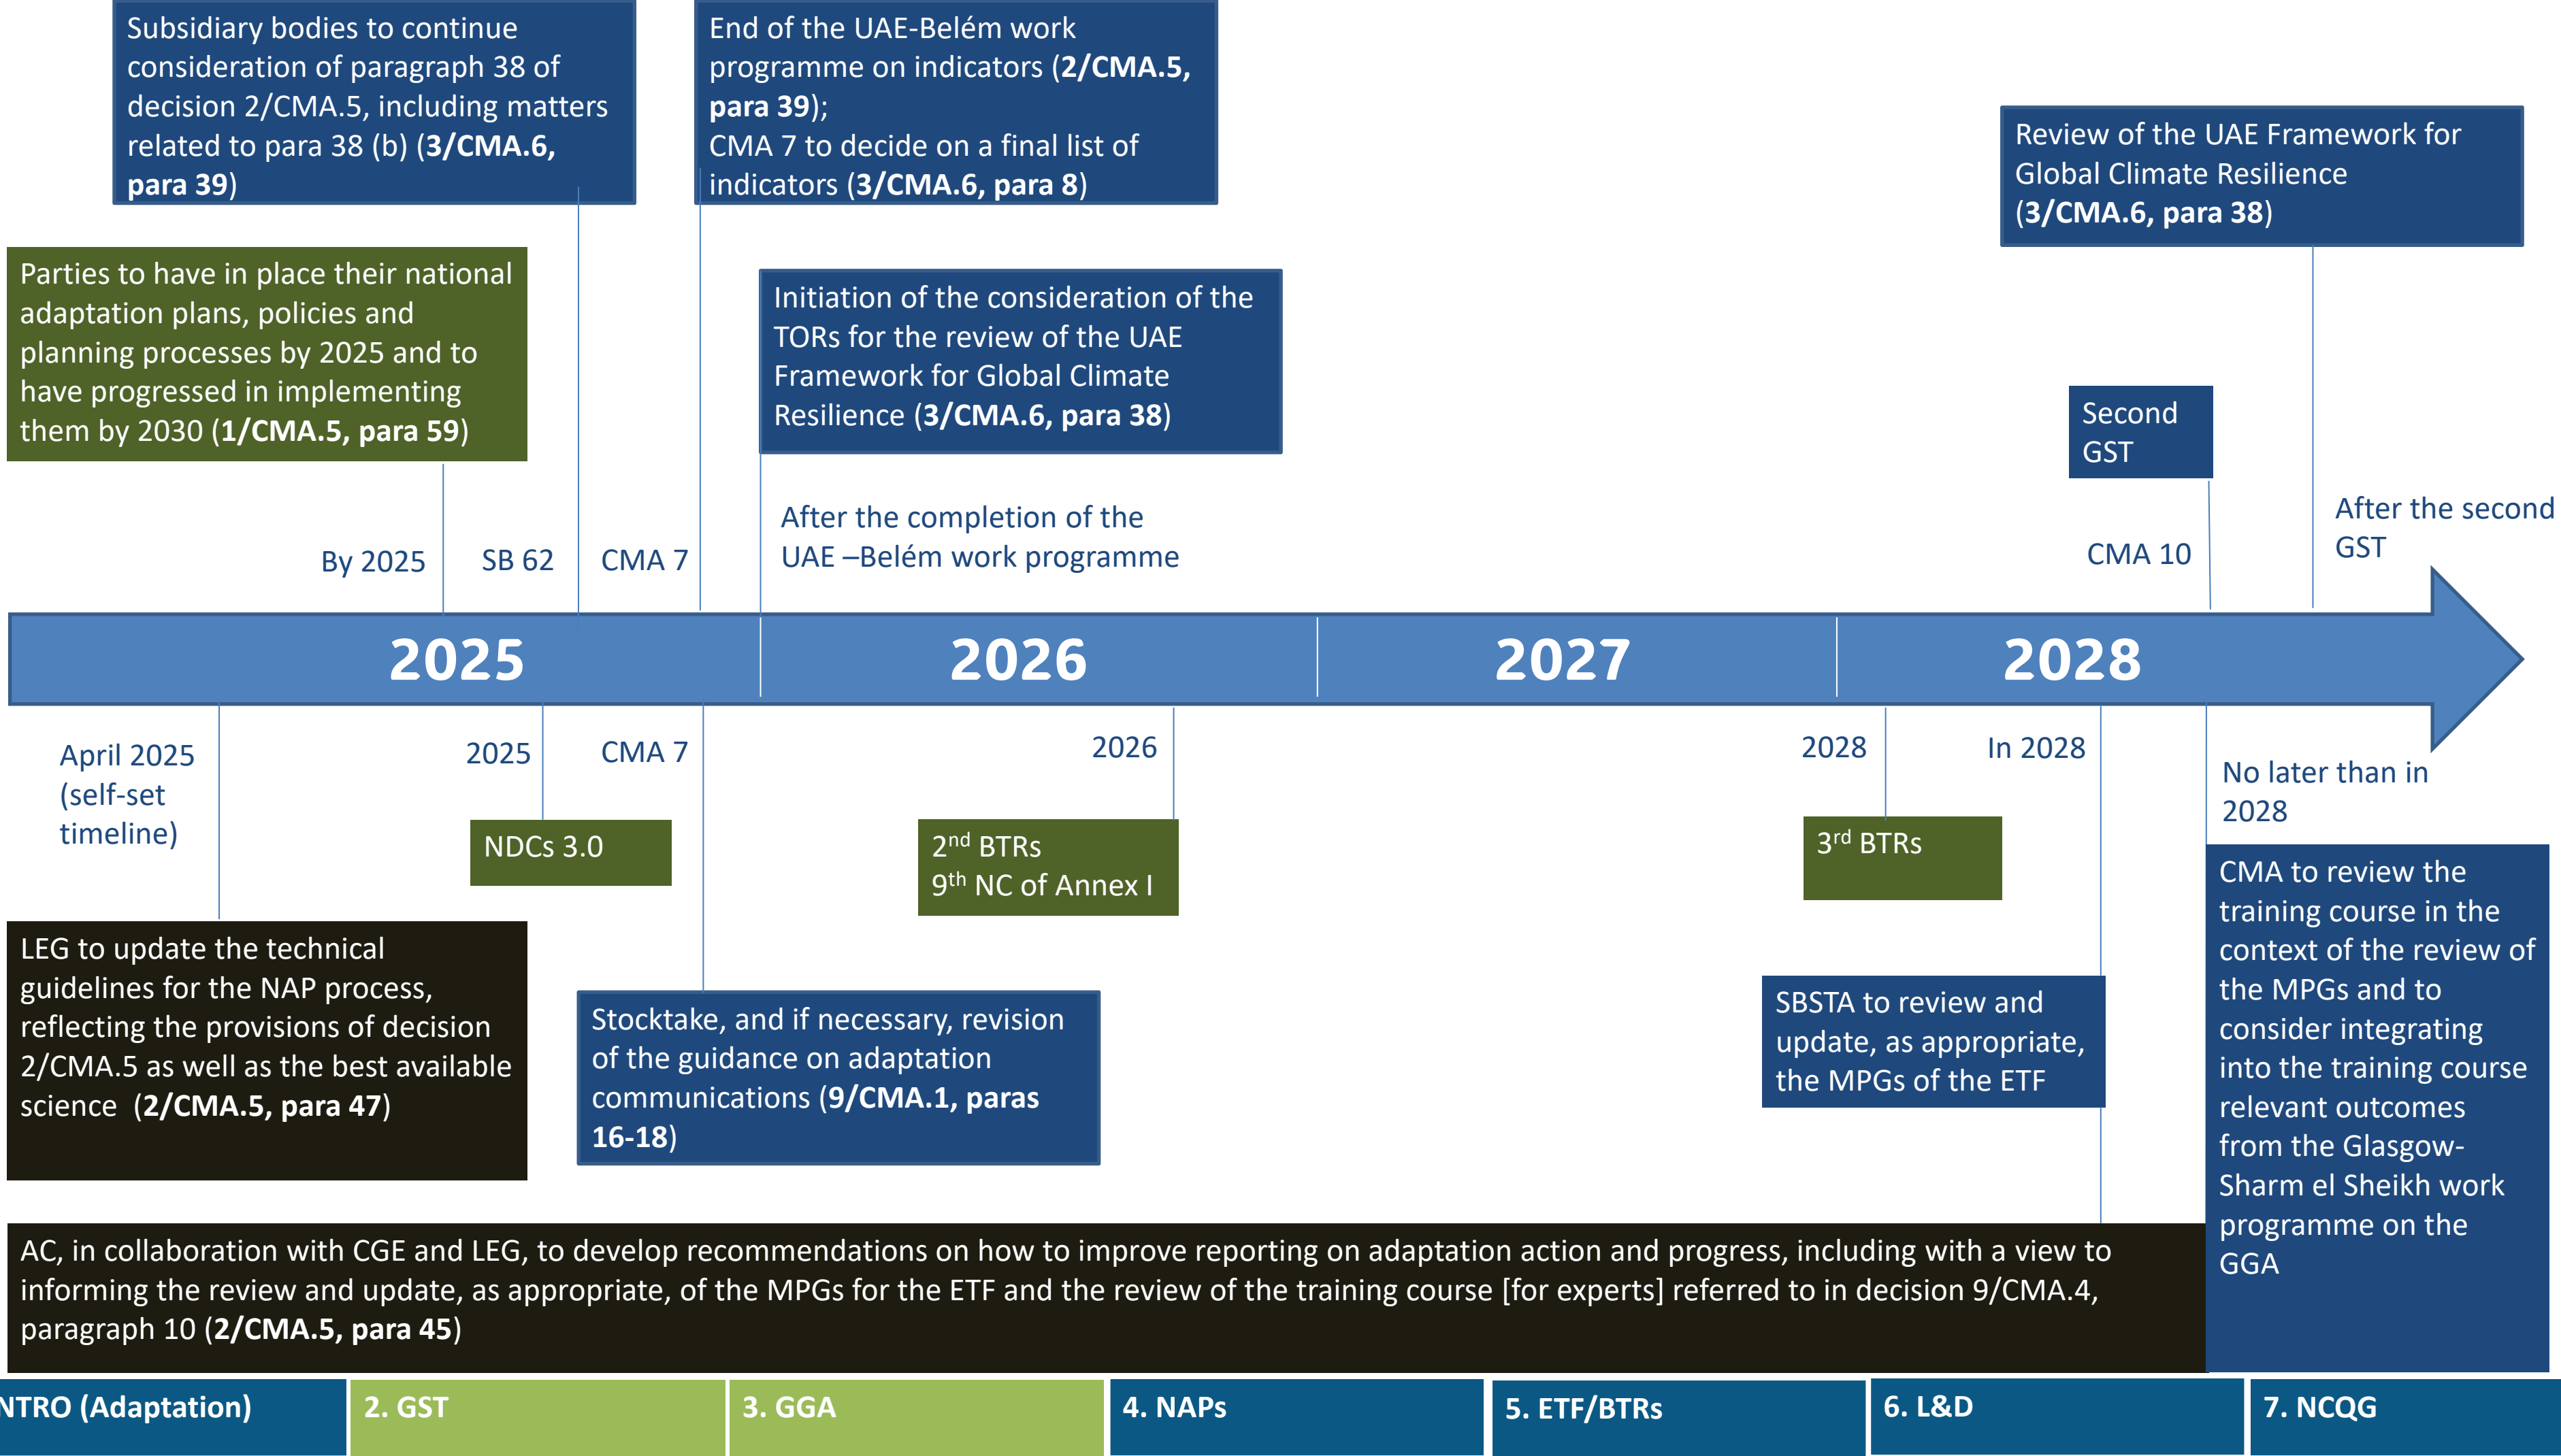 Subsidiary bodies to continue
consideration of paragraph 38 of
decision 2/CMA.5, including matters
related to para 38 (b) (3/CMA.6,
para 39)
End of the UAE-Belém work
programme on indicators (2/CMA.5,
para 39);
CMA 7 to decide on a final list of
indicators (3/CMA.6, para 8)
Review of the UAE Framework for
Global Climate Resilience
(3/CMA.6, para 38)
Parties to have in place their national
adaptation plans, policies and
planning processes by 2025 and to
have progressed in implementing
them by 2030 (1/CMA.5, para 59)
Initiation of the consideration of the
TORs for the review of the UAE
Framework for Global Climate
Resilience (3/CMA.6, para 38)
Second
GST
By 2025
SB 62
CMA 7
After the completion of the
UAE –Belém work programme
CMA 10
After the second
GST
2025
2026
2027
2028
April 2025
(self-set
timeline)
2025
CMA 7
2026
2028
In 2028
No later than in
2028
NDCs 3.0
2nd BTRs
9th NC of Annex I
3rd BTRs
LEG to update the technical
guidelines for the NAP process,
reflecting the provisions of decision
2/CMA.5 as well as the best available
science (2/CMA.5, para 47)
Stocktake, and if necessary, revision
of the guidance on adaptation
communications (9/CMA.1, paras
16-18)
SBSTA to review and
update, as appropriate,
the MPGs of the ETF
CMA to review the
training course in the
context of the review of
the MPGs and to
consider integrating
into the training course
relevant outcomes
from the Glasgow-
Sharm el Sheikh work
programme on the
GGA
AC, in collaboration with CGE and LEG, to develop recommendations on how to improve reporting on adaptation action and progress, including with a view to
informing the review and update, as appropriate, of the MPGs for the ETF and the review of the training course [for experts] referred to in decision 9/CMA.4,
paragraph 10 (2/CMA.5, para 45)
NTRO (Adaptation)
2. GST
3. GGA
4. NAPs
5. ETF/BTRs
6. L&D
7. NCQG